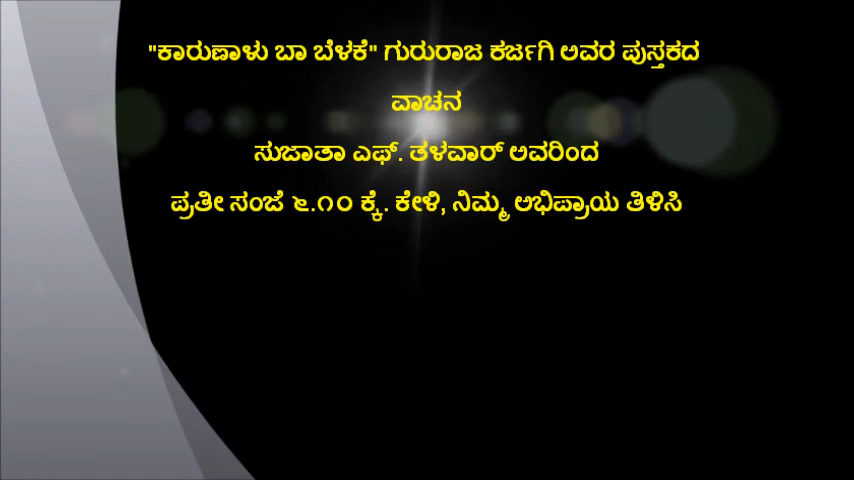 "ಕಾರುಣಾಳು ಬಾ ಬೆಳಕೆ" ಗುರುರಾಜ ಕರ್ಜಗಿ ಅವರ ಪುಸ್ತಕದ
ವಾಚನ
ಸುಜಾತಾ ಎಫ್. ತಳವಾರ್ ಅವರಿಂದ
ಪ್ರತೀ ಸಂಜೆ ೬.೧೦ ಕ್ಕೆ. ಕೇಳಿ, ನಿಮ್ಮ ಅಭಿಪ್ರಾಯ ತಿಳಿಸಿ